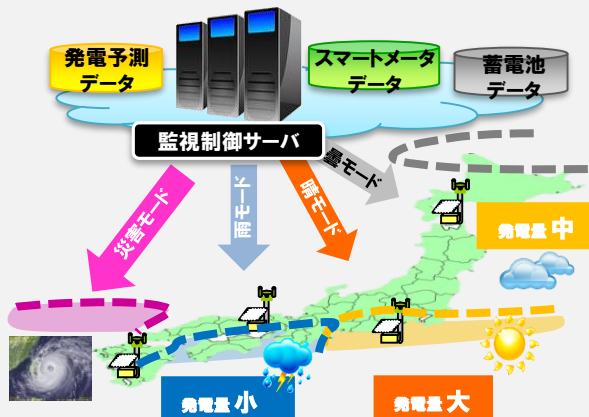 発電予測
データ
スマートメータ
データ
蓄電池
データ
監視制御サーバ
災害モード
雨モード
晴モード
曇モード
発電量 中
発電量 小
発電量 大